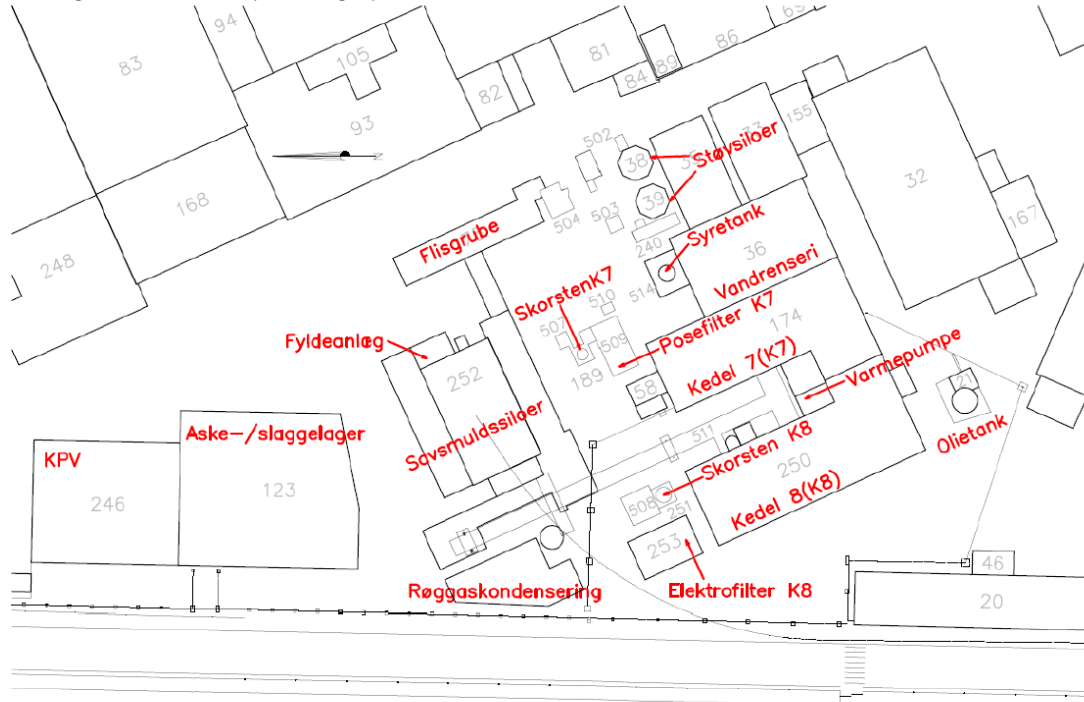 94
69
86
83
105
81
89
84
82
155
93
502
38
Støvsiloer
35
32
39
168
503
504
167
Syretank
240
Flisgrube
36
248
514
Vandrenseri
SkorstenK7
510
Posefilter K7
174
507
509
Fyldeanlæg
189
Kedel 7(K7)
Varmepumpe
252
58
21
Savsmuldssiloer
511
Olietank
Aske-/slaggelager
Skorsten K8
KPV
250
123
508
251
Kedel 8(K8)
246
253
46
Røggaskondensering
Elektrofilter K8
20